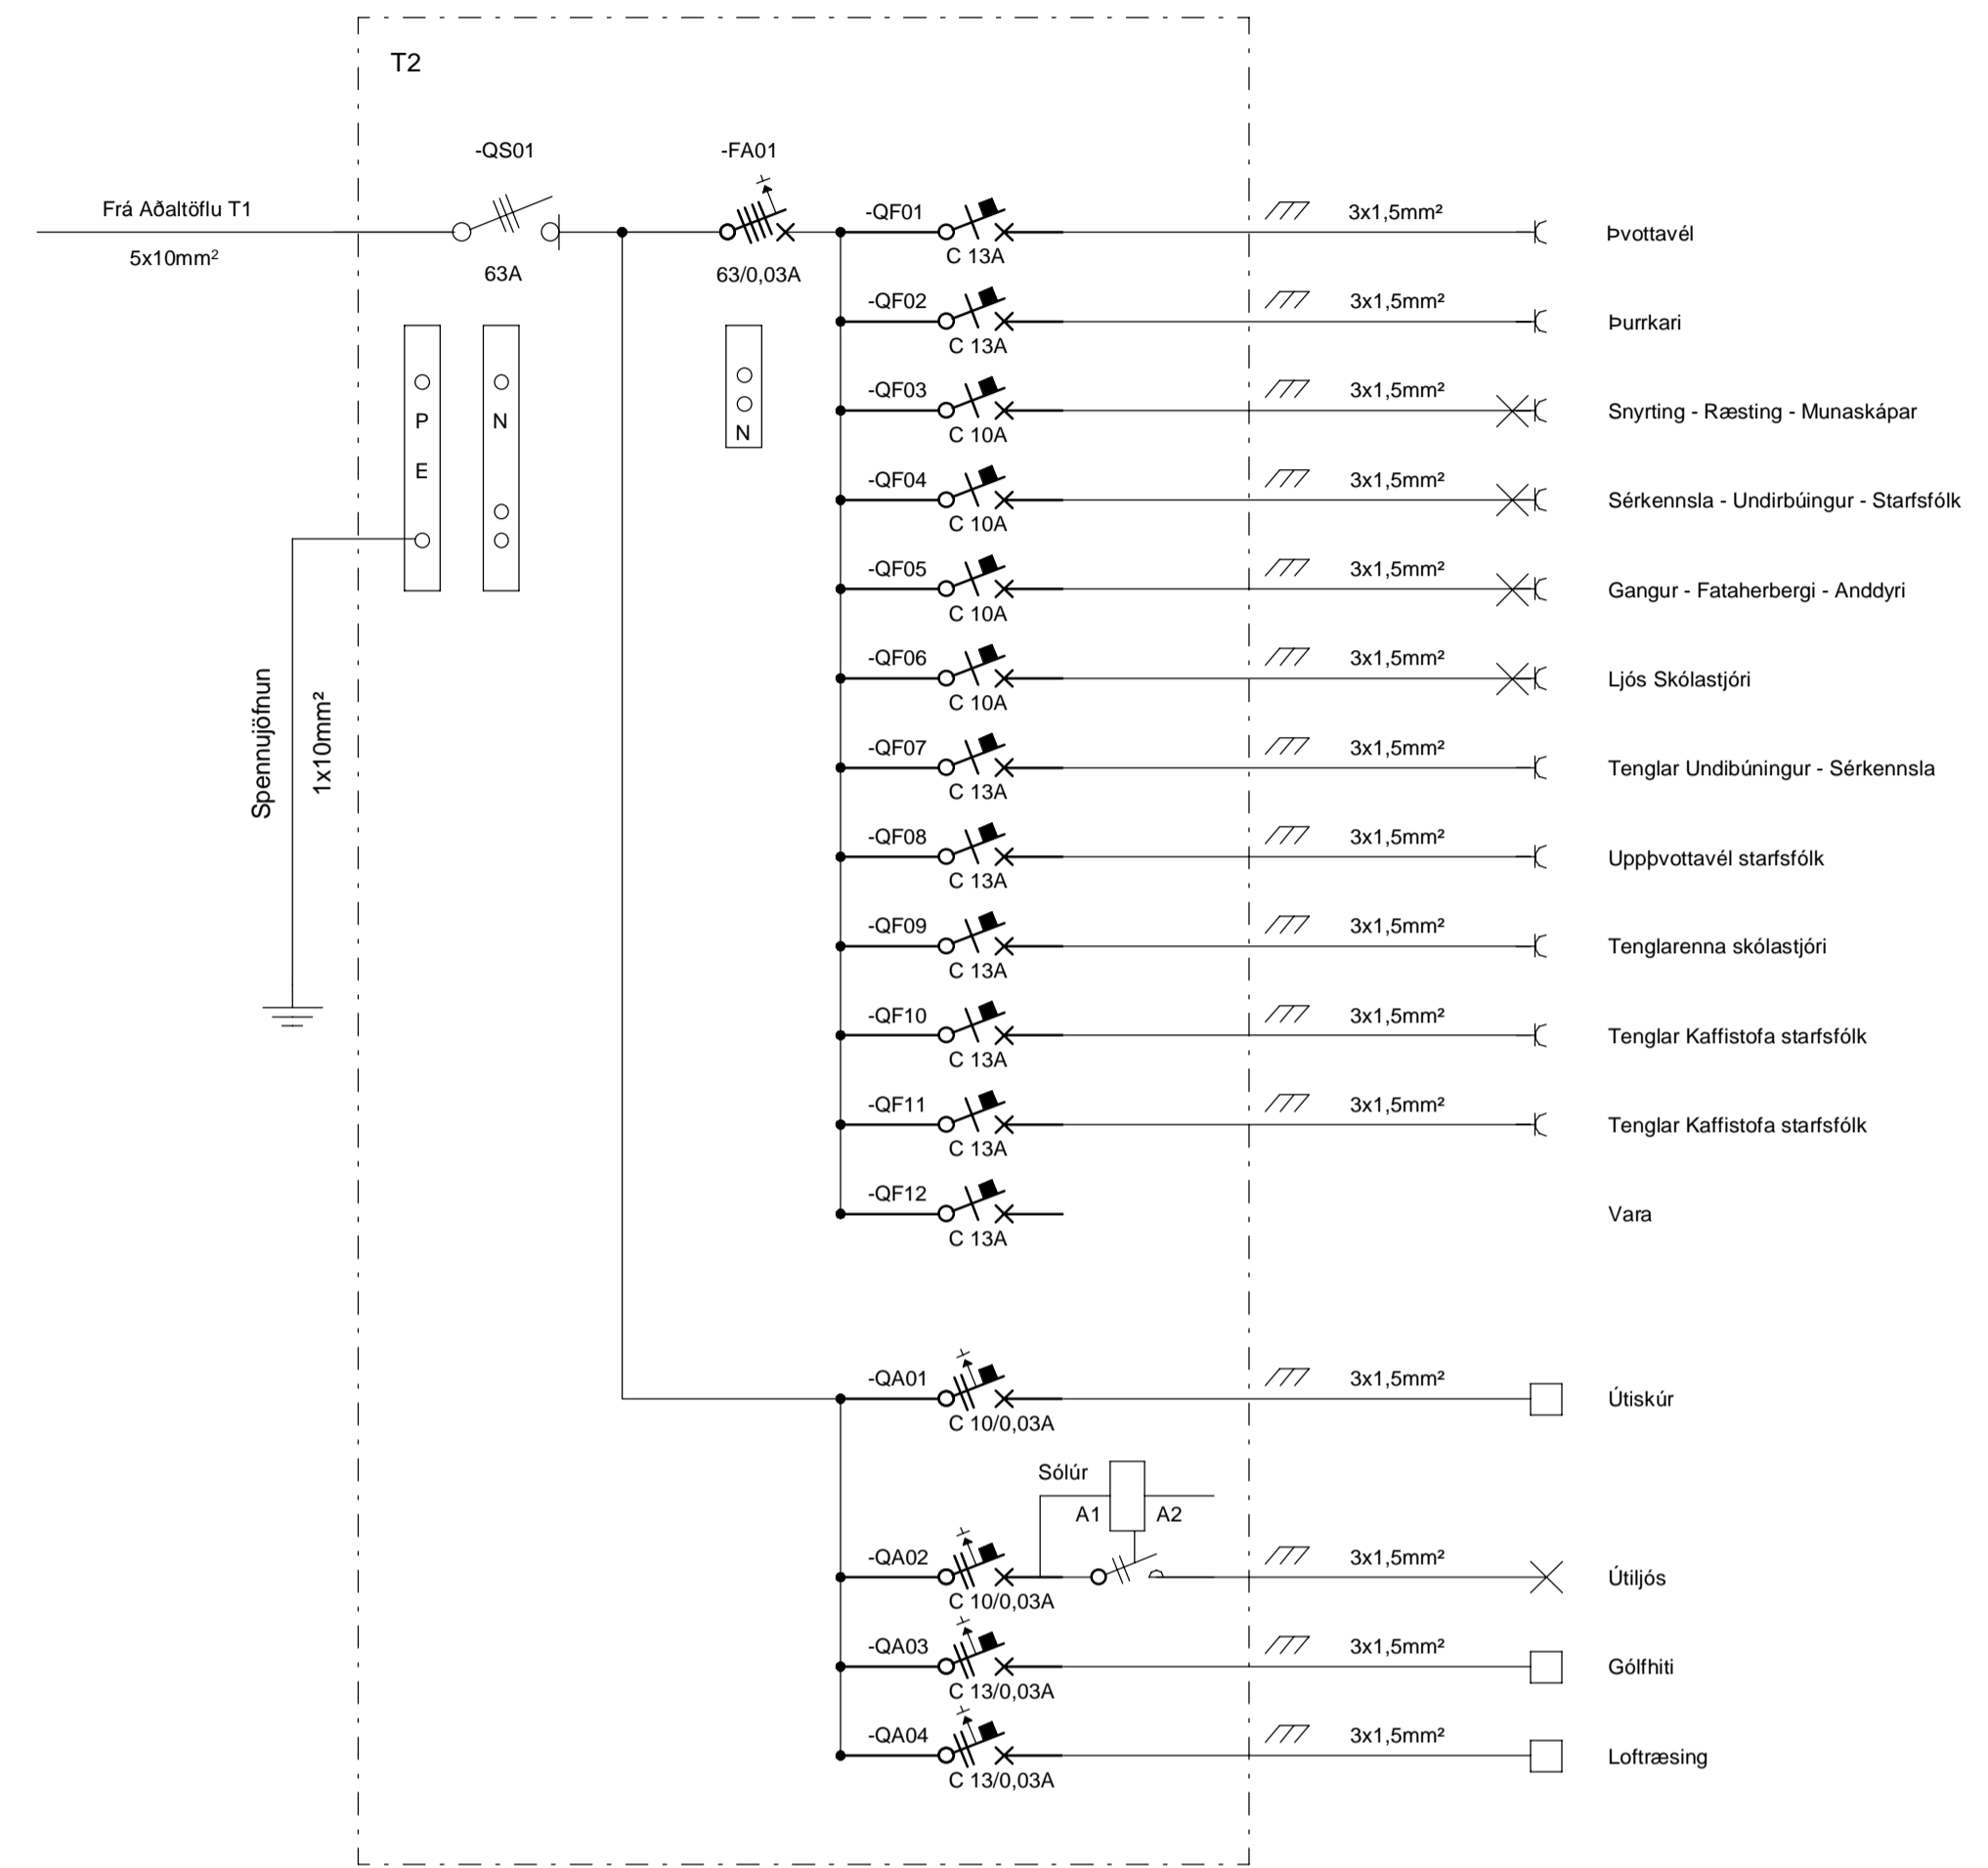 T2
-QS01
-FA01
Frá Aðaltöflu T1
5x10mm²
63A
63/0,03A
P
E
N
N
Spennujöfnun
1x10mm²
-QF01
C 13A
3x1,5mm²
Þvottavél
-QF02
C 13A
3x1,5mm²
Þurrkari
-QF03
C 10A
3x1,5mm²
Snyrting - Ræsting - Munaskápar
-QF04
C 10A
3x1,5mm²
Sérkennsla - Undirbúingur - Starfsfólk
-QF05
C 10A
3x1,5mm²
Gangur - Fataherbergi - Anddyri
-QF06
C 10A
3x1,5mm²
Ljós Skólastjóri
-QF07
C 13A
3x1,5mm²
Tenglar Undibúningur - Sérkennsla
-QF08
C 13A
3x1,5mm²
Uppþvottavél starfsfólk
-QF09
C 13A
3x1,5mm²
Tenglarenna skólastjóri
-QF10
C 13A
3x1,5mm²
Tenglar Kaffistofa starfsfólk
-QF11
C 13A
3x1,5mm²
Tenglar Kaffistofa starfsfólk
-QF12
C 13A
Vara
-QA01
C 10/0,03A
3x1,5mm²
Útiskúr
Sólúr
A1
A2
-QA02
C 10/0,03A
3x1,5mm²
Útiljós
-QA03
C 13/0,03A
3x1,5mm²
Gólfhiti
-QA04
C 13/0,03A
3x1,5mm²
Loftræsing